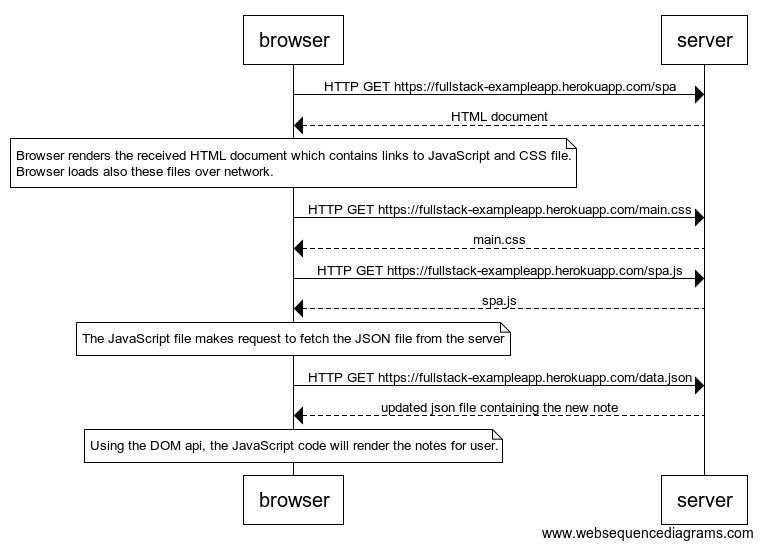 browser
server
HTTP GET https://fullstack-exampleapp.herokuapp.com/spa
HTML document
Browser renders the received HTML document which contains links to JavaScript and CSS file.
Browser loads also these files over network.
HTTP GET https://fullstack-exampleapp.herokuapp.com/main.css
main.css
HTTP GET https://fullstack-exampleapp.herokuapp.com/spa.js
spa.js
The JavaScript file makes request to fetch the JSON file from the server
HTTP GET https://fullstack-exampleapp.herokuapp.com/data.json
updated json file containing the new note
Using the DOM api, the JavaScript code will render the notes for user.
browser
server
www.websequencediagrams.com